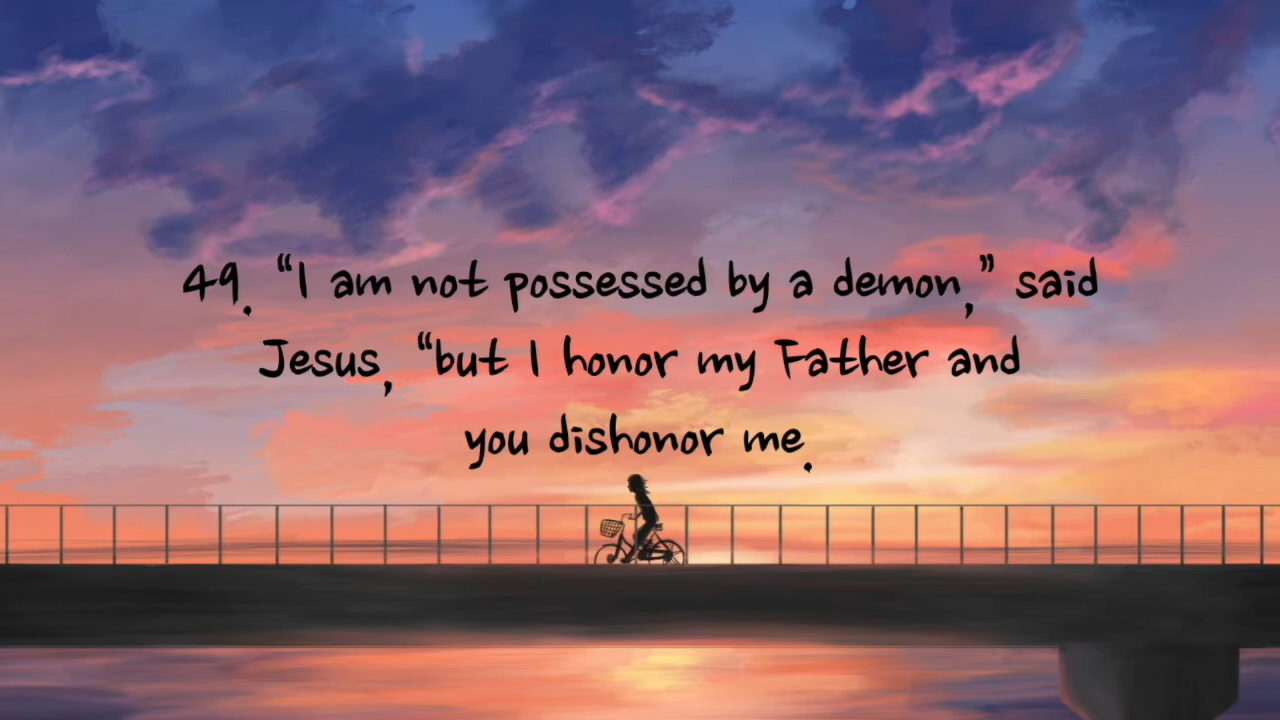 49. “I am not possessed by a demon,” said
Jesus, “but I honor my Father and
you dishonor me.